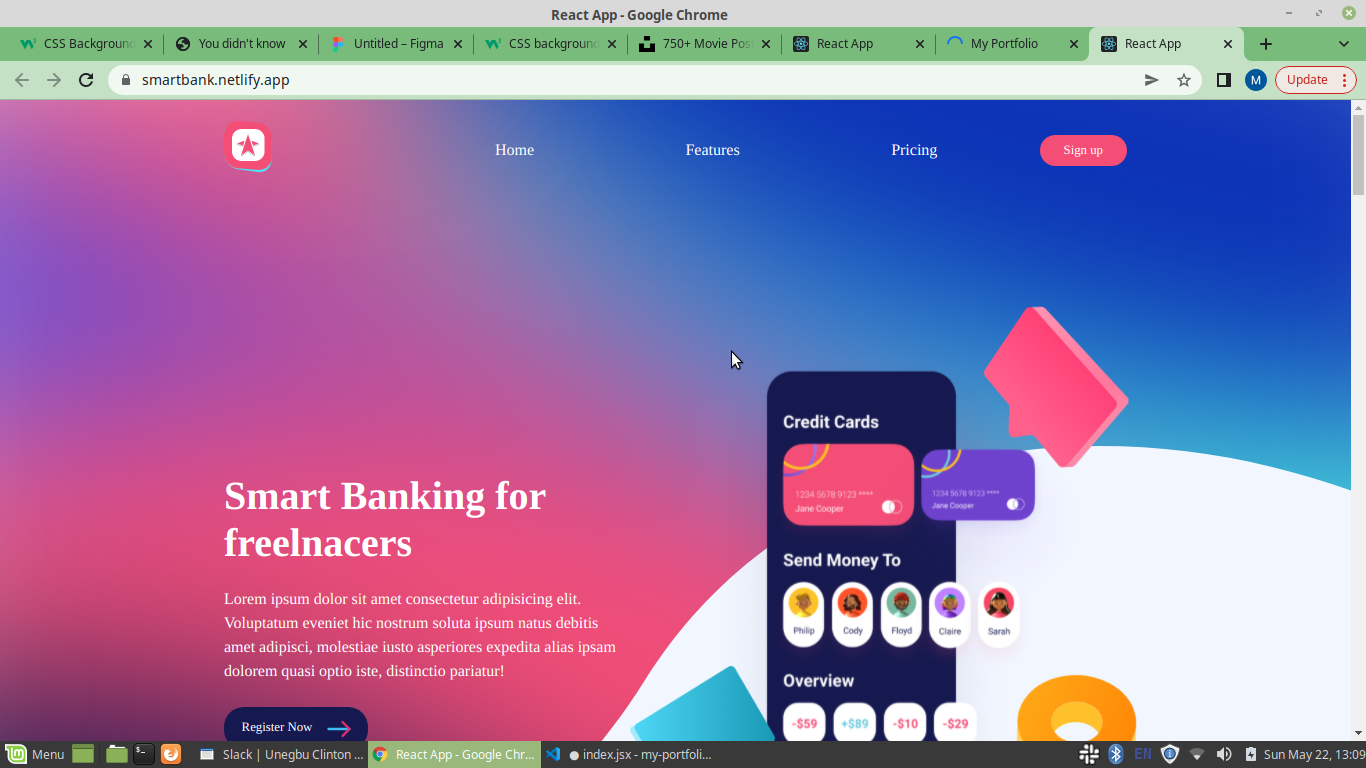 React App - Google Chrome
CSS Background
You didn't know
Untitled – Figma
CSS background
750+ Movie Pos
React App
My Portfolio
React App
smartbank.netlify.app
M
Update
Home
Features
Pricing
Sign up
Smart Banking for
freelnacers
Lorem ipsum dolor sit amet consectetur adipisicing elit.
Voluptatum eveniet hic nostrum soluta ipsum natus debitis
amet adipisci, molestiae iusto asperiores expedita alias ipsam
dolorem quasi optio iste, distinctio pariatur!
Register Now
Credit Cards
1234 5678 9123 ****
Jane Cooper
1234 5678 9123 ****
Jane Cooper
Send Money To
Philip
Cody
Floyd
Claire
Sarah
Overview
-$59
+$89
-$10
-$29
Menu
Slack | Unegbu Clinton ...
React App - Google Chr...
index.jsx - my-portfoli...
EN
Sun May 22, 13:09